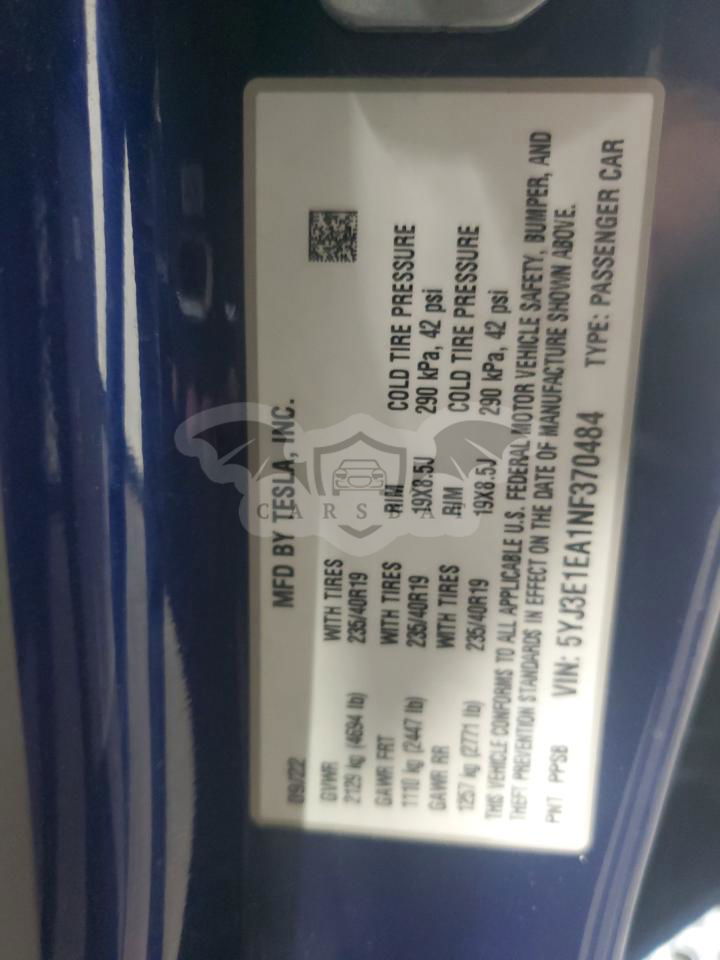 09/22 MFD BY TESLA, INC.
GVWR WITH TIRES
2129 kg (4694 lb) 235/40R19
GAWR FRT WITH TIRES RIM COLD TIRE PRESSURE
1110 kg (2447 lb) 235/40R19 19X8.5J 290 kPa, 42 psi
GAWR RR WITH TIRES RIM COLD TIRE PRESSURE
1257 kg (2771 lb) 235/40R19 19X8.5J 290 kPa, 42 psi
THIS VEHICLE CONFORMS TO ALL APPLICABLE U.S. FEDERAL MOTOR VEHICLE SAFETY, BUMPER, AND
THEFT PREVENTION STANDARDS IN EFFECT ON THE DATE OF MANUFACTURE SHOWN ABOVE.
PNT PPSB VIN: 5YJ3E1EA1NF370484 TYPE: PASSENGER CAR